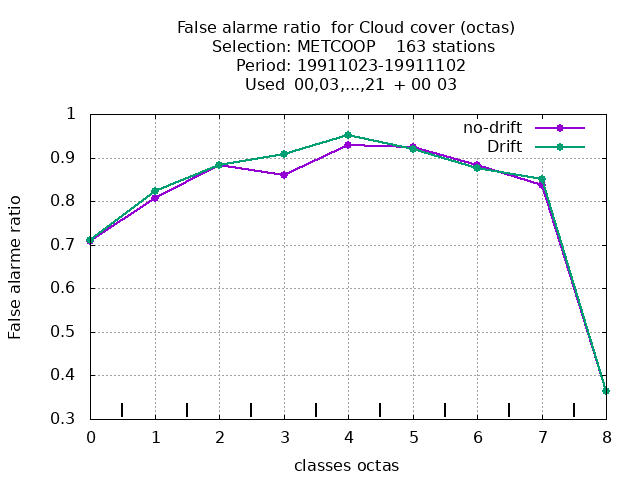 False alarme ratio  for Cloud cover (octas)
Selection: METCOOP    163 stations
Period: 19911023-19911102
Used  00,03,...,21  + 00 03
no-drift
Drift
1
0.9
0.8
0.7
0.6
0.5
0.4
0.3
False alarme ratio
0 1 2 3 4 5 6 7 8
classes octas